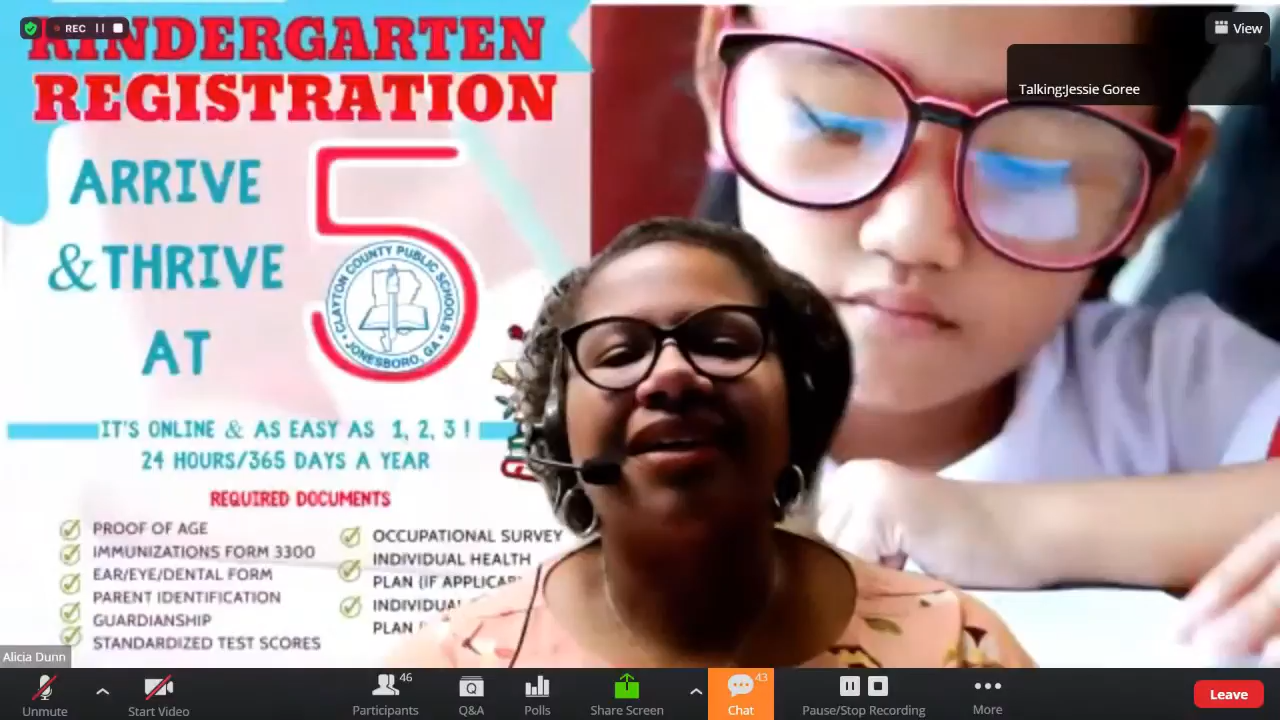 REC
View
Talking:Jessie Goree
KINDERGARTEN
REGISTRATION
ARRIVE
& THRIVE
AT
5
CLAYTON COUNTY PUBLIC SCHOOLS
• JONESBORO, GA •
IT'S ONLINE & AS EASY AS 1, 2, 3 !
24 HOURS/365 DAYS A YEAR
REQUIRED DOCUMENTS
PROOF OF AGE
IMMUNIZATIONS FORM 3300
EAR/EYE/DENTAL FORM
PARENT IDENTIFICATION
GUARDIANSHIP
STANDARDIZED TEST SCORES
OCCUPATIONAL SURVEY
INDIVIDUAL HEALTH
PLAN (IF
INDIVIDUAL
PLAN
Alicia Dunn
Unmute
Start Video
46
Participants
Q
Q&A
Polls
Share Screen
43
Chat
Pause/Stop Recording
More
Leave